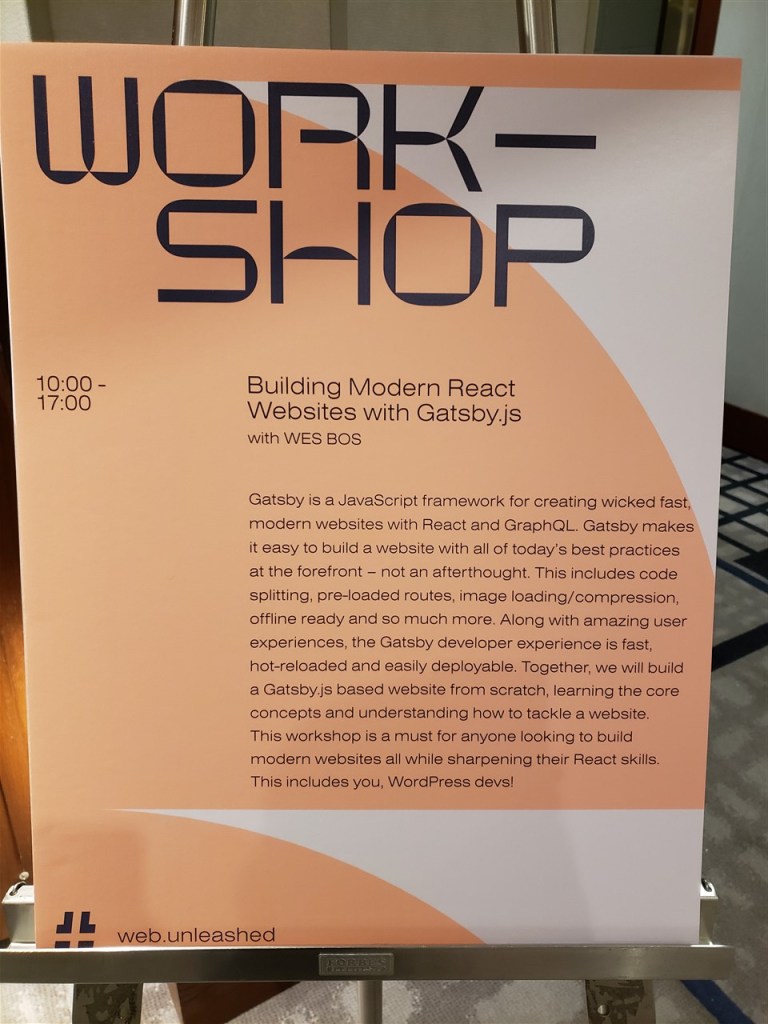 WORK-
SHOP
10:00 -
17:00
Building Modern React
Websites with Gatsby.js
with WES BOS
Gatsby is a JavaScript framework for creating wicked fast,
modern websites with React and GraphQL. Gatsby makes
it easy to build a website with all of today's best practices
at the forefront – not an afterthought. This includes code
splitting, pre-loaded routes, image loading/compression,
offline ready and so much more. Along with amazing user
experiences, the Gatsby developer experience is fast,
hot-reloaded and easily deployable. Together, we will build
a Gatsby.js based website from scratch, learning the core
concepts and understanding how to tackle a website.
This workshop is a must for anyone looking to build
modern websites all while sharpening their React skills.
This includes you, WordPress devs!
web.unleashed